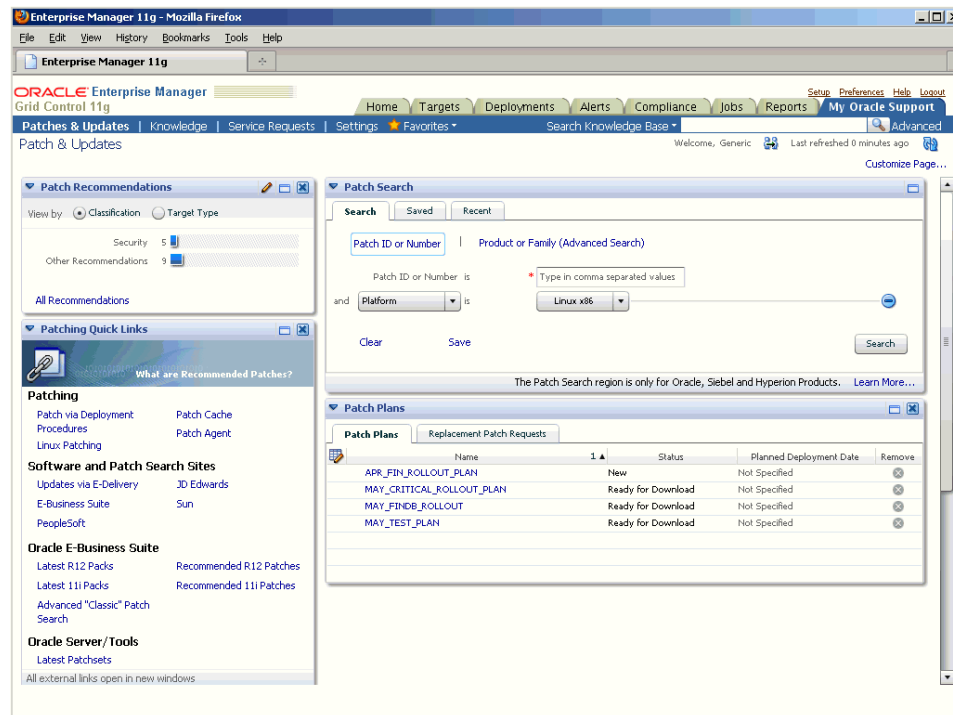 Enterprise Manager 11g - Mozilla Firefox
File Edit View History Bookmarks Tools Help
Enterprise Manager 11g
ORACLE Enterprise Manager
Grid Control 11g
Setup Preferences Help Logout
Home Targets Deployments Alerts Compliance Jobs Reports My Oracle Support
Patches & Updates | Knowledge | Service Requests | Settings Favorites Search Knowledge Base Advanced
Patch & Updates
Welcome, Generic Last refreshed 0 minutes ago
Customize Page...
Patch Recommendations
View by Classification Target Type
Security 5
Other Recommendations 9
All Recommendations
Patching Quick Links
What are Recommended Patches?
Patching
Patch via Deployment Procedures
Patch Cache
Patch Agent
Linux Patching
Software and Patch Search Sites
Updates via E-Delivery JD Edwards
E-Business Suite Sun
PeopleSoft
Oracle E-Business Suite
Latest R12 Packs Recommended R12 Patches
Latest 11i Packs Recommended 11i Patches
Advanced "Classic" Patch Search
Oracle Server/Tools
Latest Patchsets
All external links open in new windows
Patch Search
Search Saved Recent
Patch ID or Number | Product or Family (Advanced Search)
Patch ID or Number is * Type in comma separated values
and Platform is Linux x86
Clear Save Search
The Patch Search region is only for Oracle, Siebel and Hyperion Products. Learn More...
Patch Plans
Patch Plans Replacement Patch Requests
Name 1 Status Planned Deployment Date Remove
APR_FIN_ROLLOUT_PLAN New Not Specified
MAY_CRITICAL_ROLLOUT_PLAN Ready for Download Not Specified
MAY_FINDB_ROLLOUT Ready for Download Not Specified
MAY_TEST_PLAN Ready for Download Not Specified